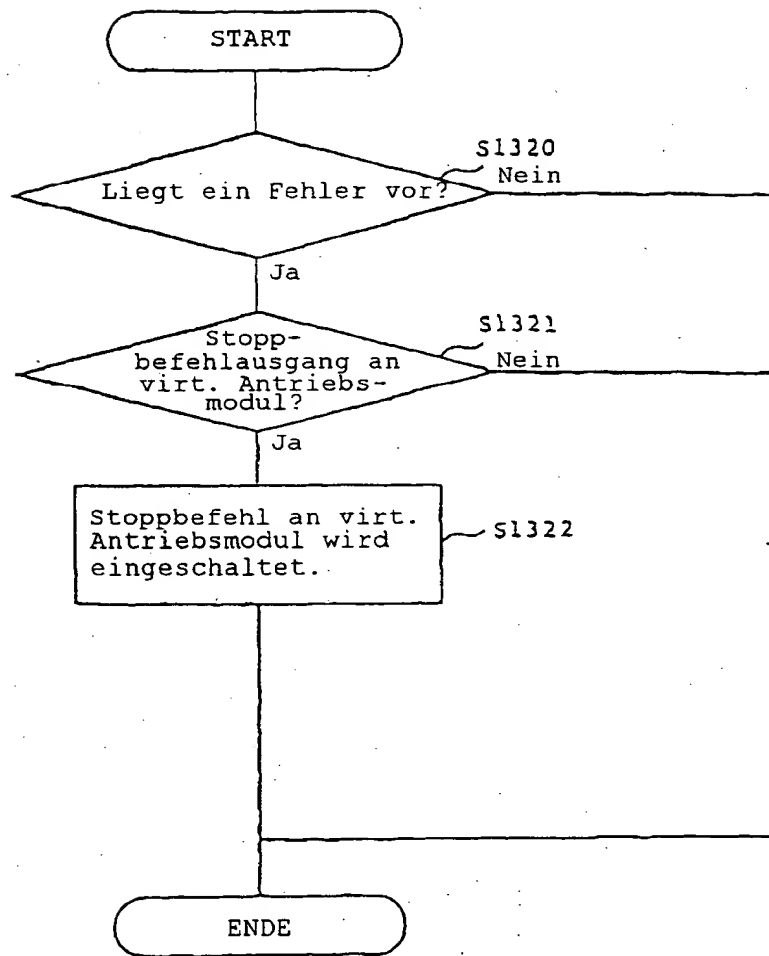 START
S1320
Liegt ein Fehler vor?
Nein
Ja
S1321
Stopp-
befehlausgang an
virt. Antriebs-
modul?
Nein
Ja
Stoppbefehl an virt.
Antriebsmodul wird
eingeschaltet.
S1322
ENDE